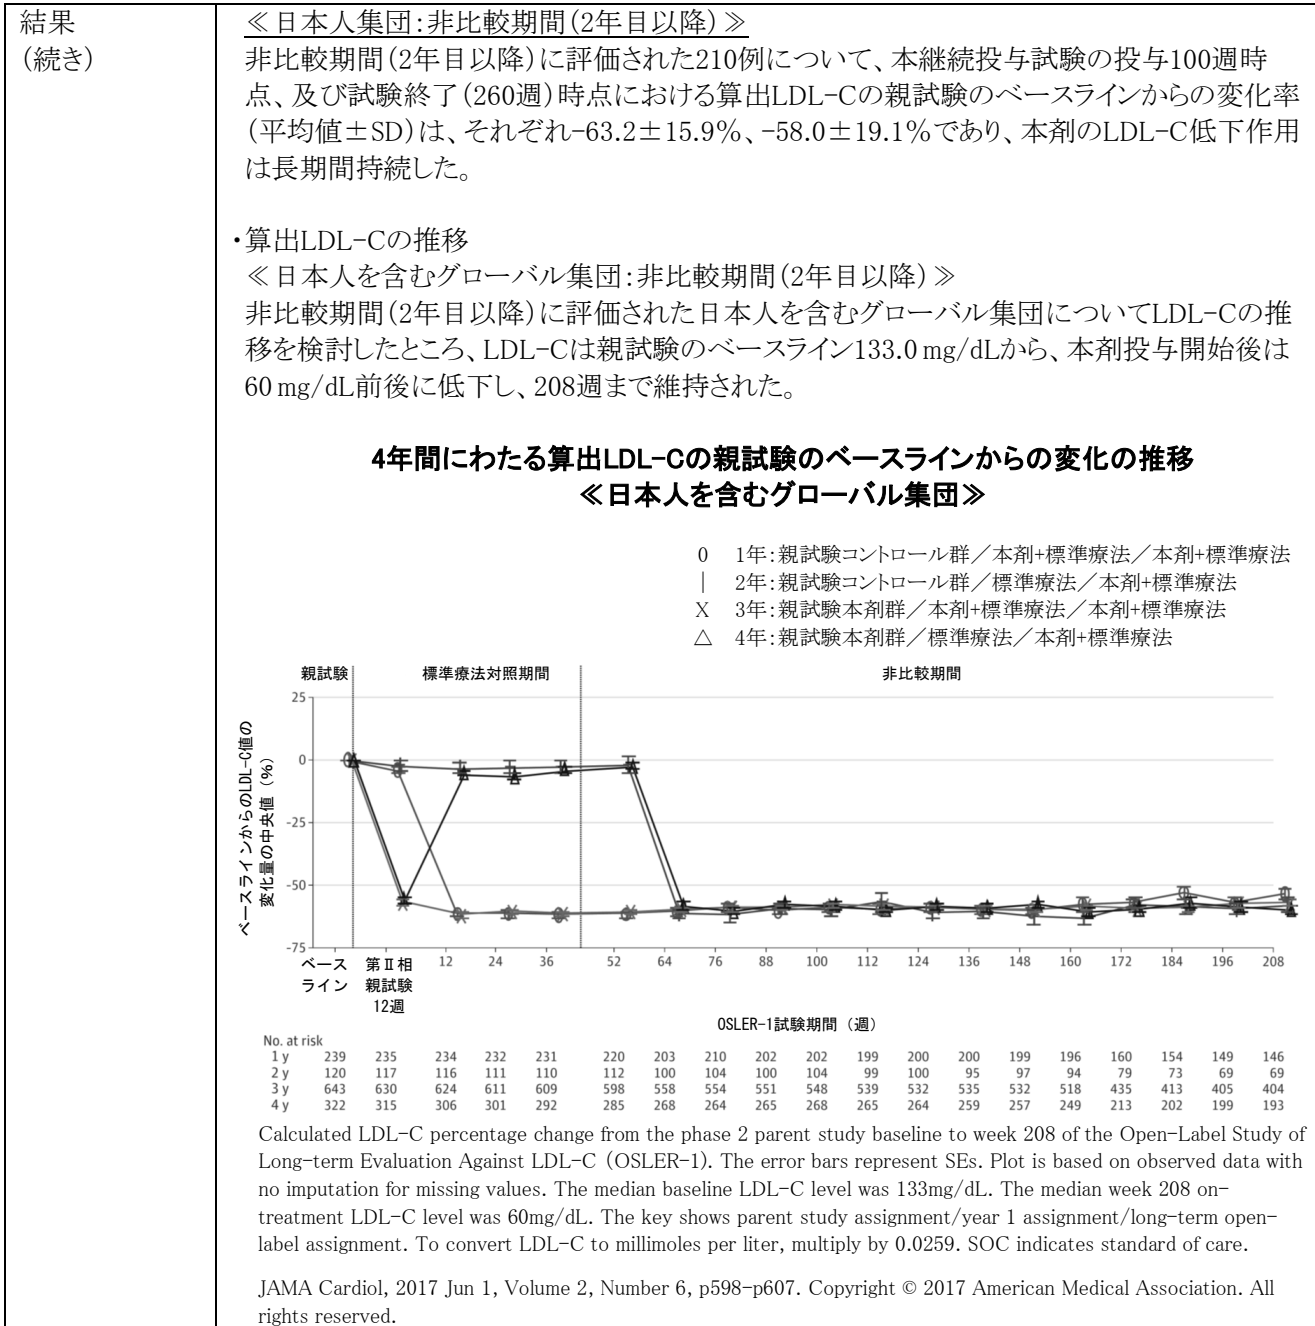 結果
(続き)
≪日本人集団:非比較期間(2年目以降)≫
非比較期間(2年目以降)に評価された210例について、本継続投与試験の投与100週時
点、及び試験終了(260週)時点における算出LDL-Cの親試験のベースラインからの変化率
(平均値±SD)は、それぞれ-63.2±15.9%、-58.0±19.1%であり、本剤のLDL-C低下作用
は長期間持続した。
・算出LDL-Cの推移
≪日本人を含むグローバル集団:非比較期間(2年目以降)≫
非比較期間(2年目以降)に評価された日本人を含むグローバル集団についてLDL-Cの推
移を検討したところ、LDL-Cは親試験のベースライン133.0 mg/dLから、本剤投与開始後は
60 mg/dL前後に低下し、208週まで維持された。
4年間にわたる算出LDL-Cの親試験のベースラインからの変化の推移
≪日本人を含むグローバル集団≫
0 1年:親試験コントロール群/本剤+標準療法/本剤+標準療法
| 2年:親試験コントロール群/標準療法/本剤+標準療法
X 3年:親試験本剤群/本剤+標準療法/本剤+標準療法
△ 4年:親試験本剤群/標準療法/本剤+標準療法
親試験 標準療法対照期間 非比較期間
ベースラインからのLDL-C値の
変化量の中央値 (%)
25
0
-25
-50
-75
ベース 第Ⅱ相 12 24 36 52 64 76 88 100 112 124 136 148 160 172 184 196 208
ライン 親試験
12週
OSLER-1試験期間 (週)
No. at risk
1 y 239 235 234 232 231 220 203 210 202 202 199 200 200 199 196 160 154 149 146
2 y 120 117 116 111 110 112 100 104 100 104 99 100 95 97 94 79 73 69 69
3 y 643 630 624 611 609 598 558 554 551 548 539 532 535 532 518 435 413 405 404
4 y 322 315 306 301 292 285 268 264 265 268 265 264 259 257 249 213 202 199 193
Calculated LDL-C percentage change from the phase 2 parent study baseline to week 208 of the Open-Label Study of
Long-term Evaluation Against LDL-C (OSLER-1). The error bars represent SEs. Plot is based on observed data with
no imputation for missing values. The median baseline LDL-C level was 133mg/dL. The median week 208 on-
treatment LDL-C level was 60mg/dL. The key shows parent study assignment/year 1 assignment/long-term open-
label assignment. To convert LDL-C to millimoles per liter, multiply by 0.0259. SOC indicates standard of care.
JAMA Cardiol, 2017 Jun 1, Volume 2, Number 6, p598-p607. Copyright © 2017 American Medical Association. All
rights reserved.